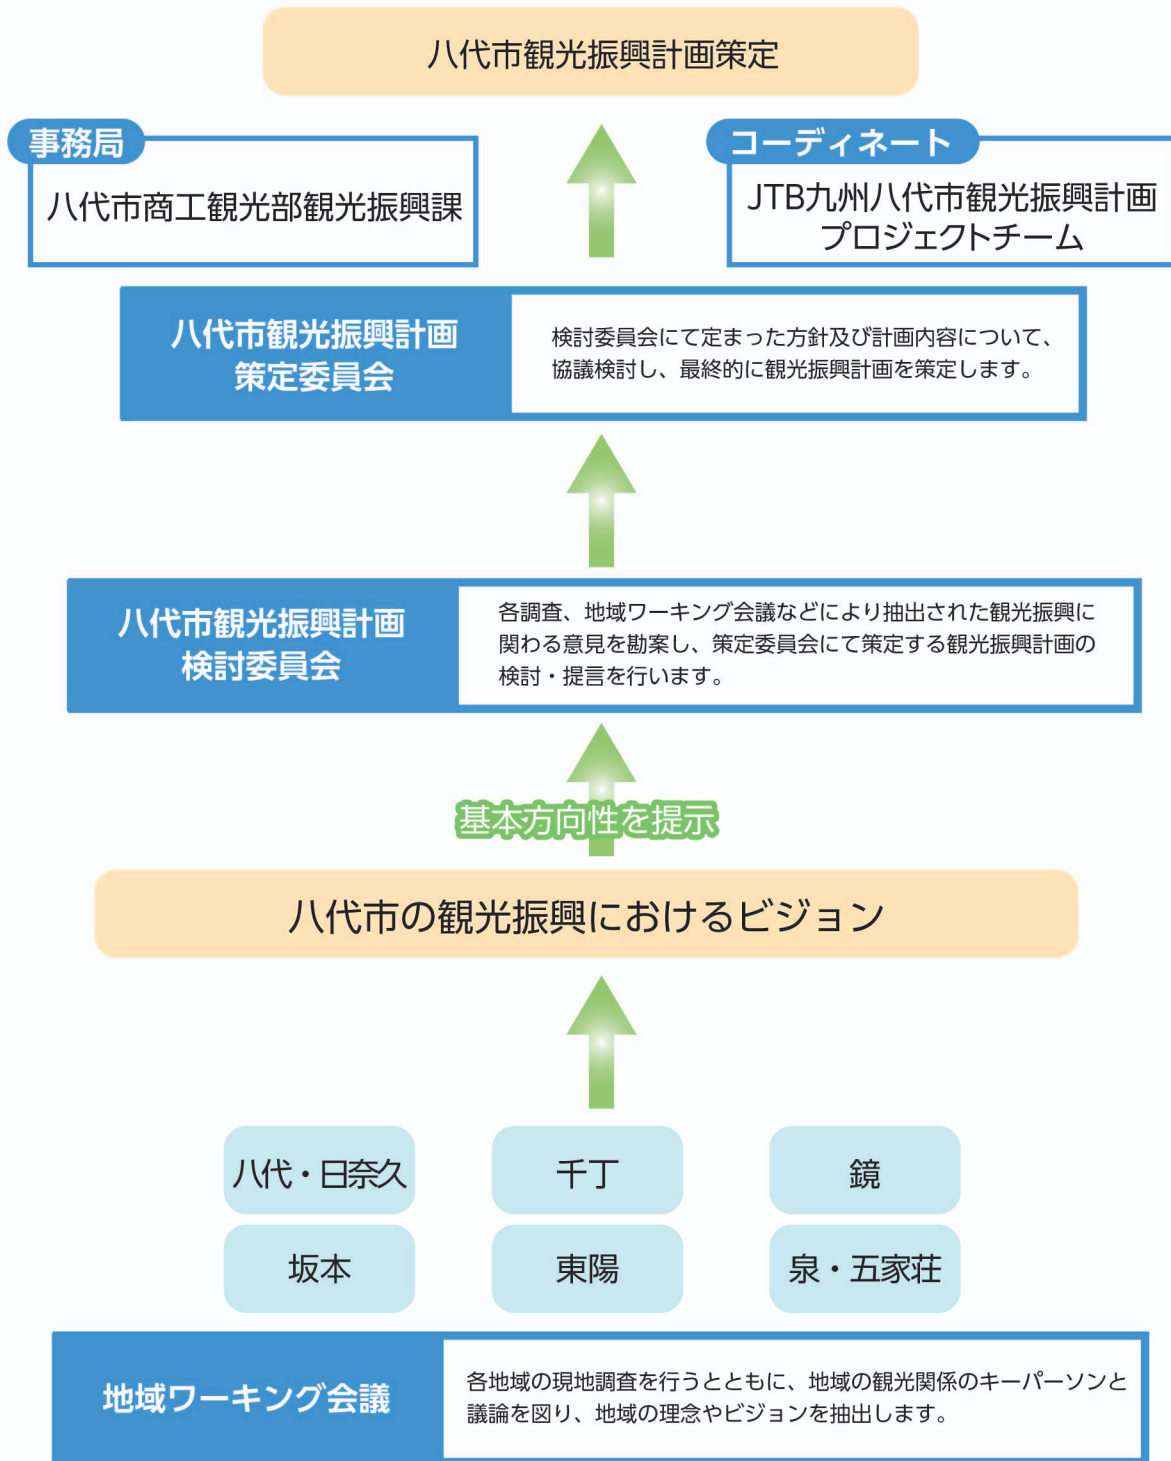 八代市観光振興計画策定
事務局
八代市商工観光部観光振興課
コーディネート
JTB九州八代市観光振興計画
プロジェクトチーム
八代市観光振興計画
策定委員会
検討委員会にて定まった方針及び計画内容について、
協議検討し、最終的に観光振興計画を策定します。
八代市観光振興計画
検討委員会
各調査、地域ワーキング会議などにより抽出された観光振興に
関わる意見を勘案し、策定委員会にて策定する観光振興計画の
検討・提言を行います。
基本方向性を提示
八代市の観光振興におけるビジョン
八代・日奈久
千丁
鏡
坂本
東陽
泉・五家荘
地域ワーキング会議
各地域の現地調査を行うとともに、地域の観光関係のキーパーソンと
議論を図り、地域の理念やビジョンを抽出します。